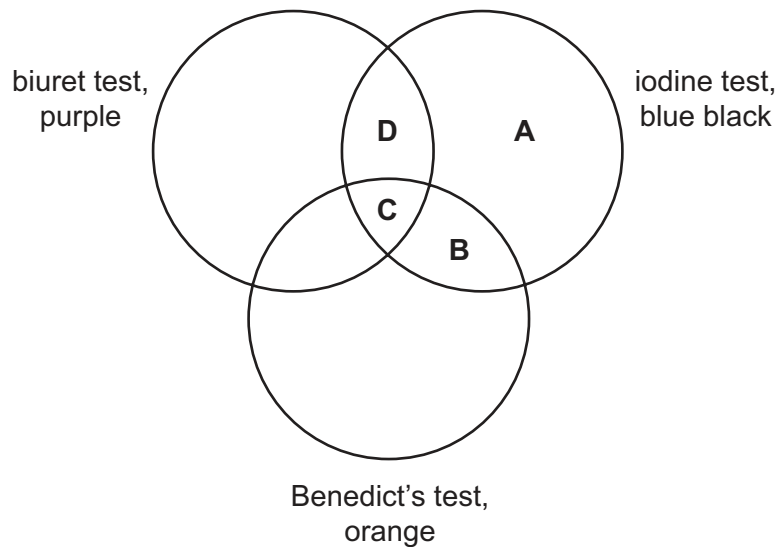 biuret test,
purple
iodine test,
blue black
D
A
C
B
Benedict’s test,
orange